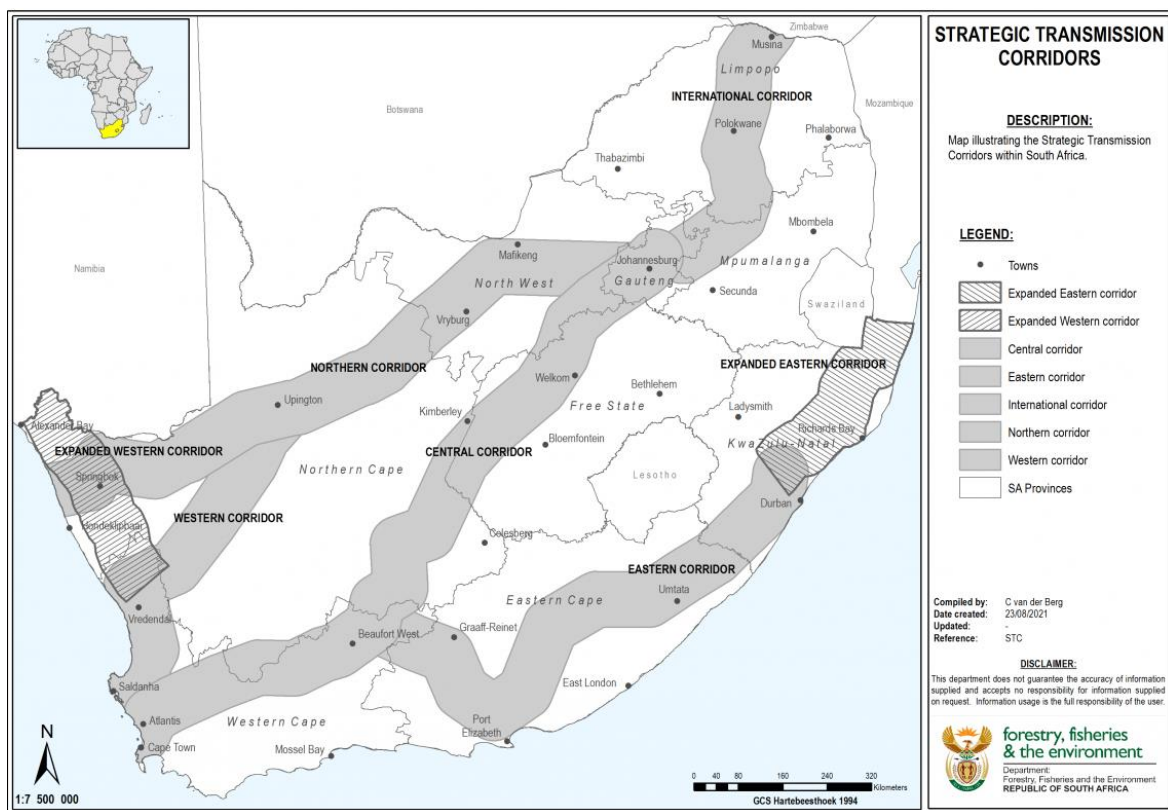 Zimbabwe
Musina
Limpopo
INTERNATIONAL CORRIDOR
Mozambique
Botswana
Polokwane
Phalaborwa
Thabazimbi
Mbombela
Mafikeng
Namibia
Johannesburg
Mpumalanga
North West
Gauteng
Secunda
Swaziland
Vryburg
NORTHERN CORRIDOR
EXPANDED EASTERN CORRIDOR
Welkom
Bethlehem
Upington
Free State
Kimberley
Ladysmith
Alexander Bay
Richards Bay
Bloemfontein
KwaZulu-Natal
EXPANDED WESTERN CORRIDOR
CENTRAL CORRIDOR
Northern Cape
Lesotho
Springbok
Durban
WESTERN CORRIDOR
Hondeklipbaai
Colesberg
EASTERN CORRIDOR
Umtata
Eastern Cape
Vredendal
Graaff-Reinet
Beaufort West
East London
Saldanha
Western Cape
Atlantis
Port
Elizabeth
Cape Town
Mossel Bay
N
0 40 80 160 240 320
Kilometers
1:7 500 000
GCS Hartebeesthoek 1994
STRATEGIC TRANSMISSION
CORRIDORS
DESCRIPTION:
Map illustrating the Strategic Transmission
Corridors within South Africa.
LEGEND:
Towns
Expanded Eastern corridor
Expanded Western corridor
Central corridor
Eastern corridor
International corridor
Northern corridor
Western corridor
SA Provinces
Compiled by: C van der Berg
Date created: 23/08/2021
Updated: -
Reference: STC
DISCLAIMER:
This department does not guarantee the accuracy of information
supplied and accepts no responsibility for information supplied
on request. Information usage is the full responsibility of the user.
forestry, fisheries
& the environment
Department:
Forestry, Fisheries and the Environment
REPUBLIC OF SOUTH AFRICA